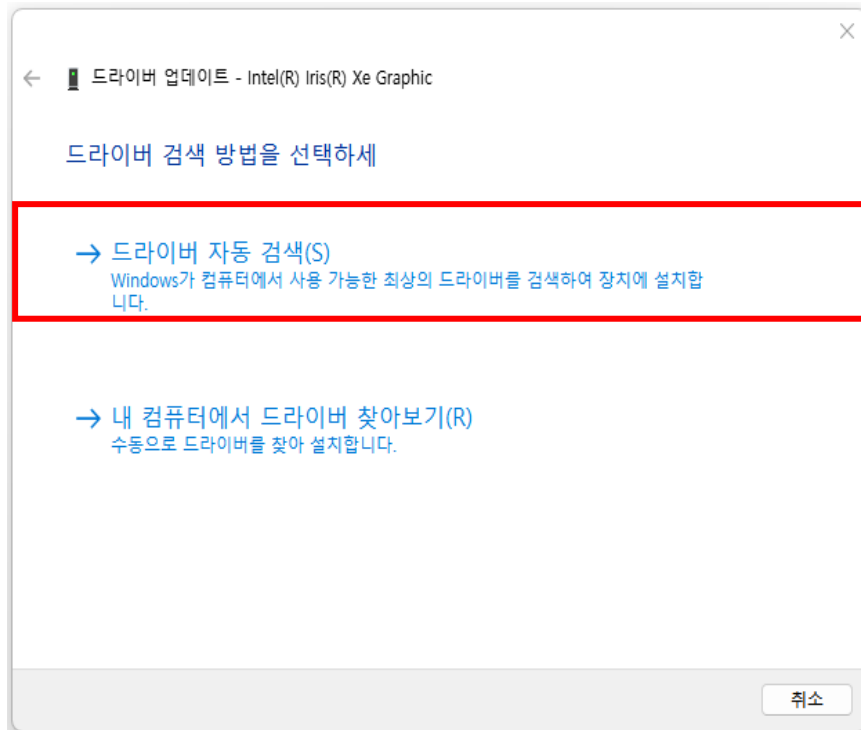 드라이버 업데이트 - Intel(R) Iris(R) Xe Graphic
드라이버 검색 방법을 선택하세
드라이버 자동 검색(S)
Windows가 컴퓨터에서 사용 가능한 최상의 드라이버를 검색하여 장치에 설치합
니다.
내 컴퓨터에서 드라이버 찾아보기(R)
수동으로 드라이버를 찾아 설치합니다.
취소